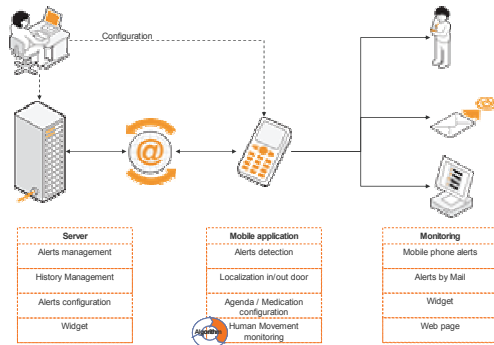 Configuration
@
@
Server
Alerts management
History Management
Alerts configuration
Widget
Mobile application
Alerts detection
Localization in/out door
Agenda / Medication
configuration
Algorithm
Human Movement
monitoring
Monitoring
Mobile phone alerts
Alerts by Mail
Widget
Web page